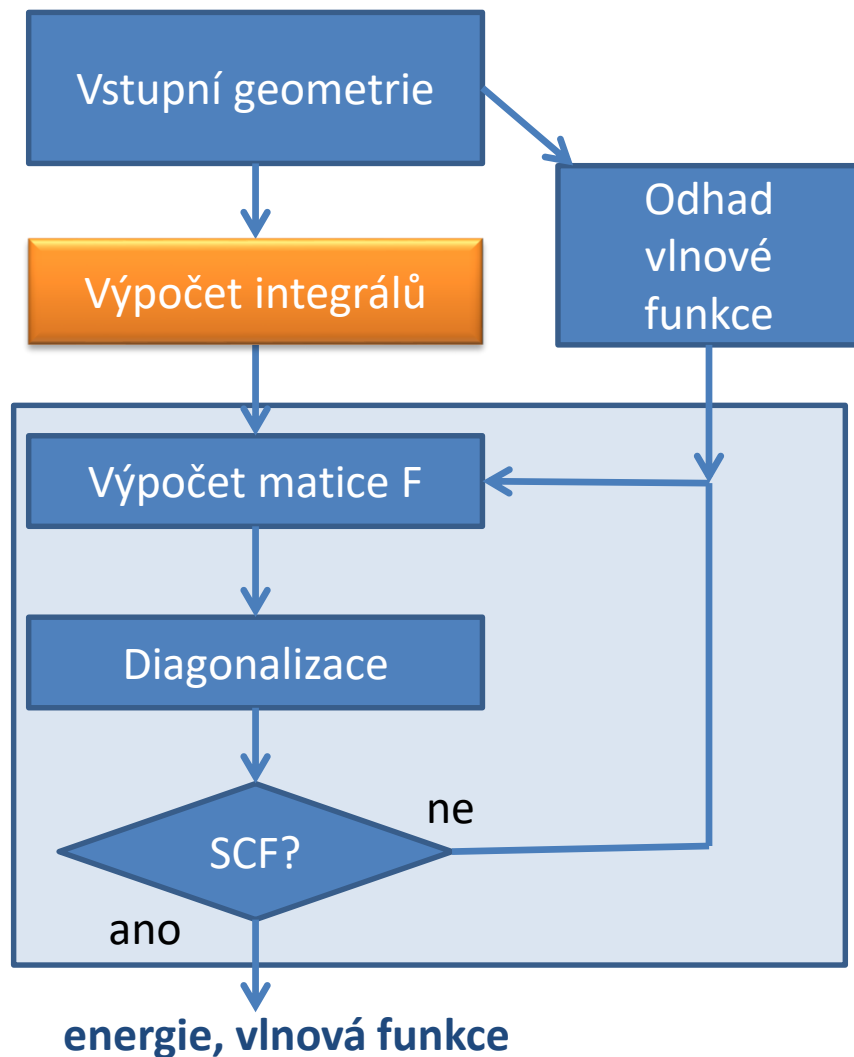 Vstupní geometrie
Odhad
vlnové
funkce
Výpočet integrálů
Výpočet matice F
Diagonalizace
ne
SCF?
ano
energie, vlnová funkce